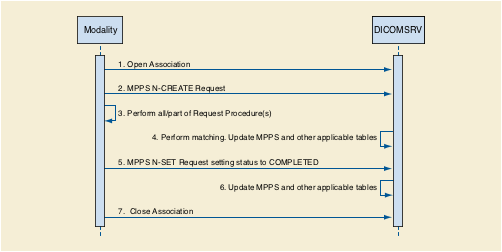 Modality
DICOMSRV
1. Open Association
2. MPPS N-CREATE Request
3. Perform all/part of Request Procedure(s)
4. Perform matching. Update MPPS and other applicable tables
5. MPPS N-SET Request setting status to COMPLETED
6. Update MPPS and other applicable tables
7. Close Association